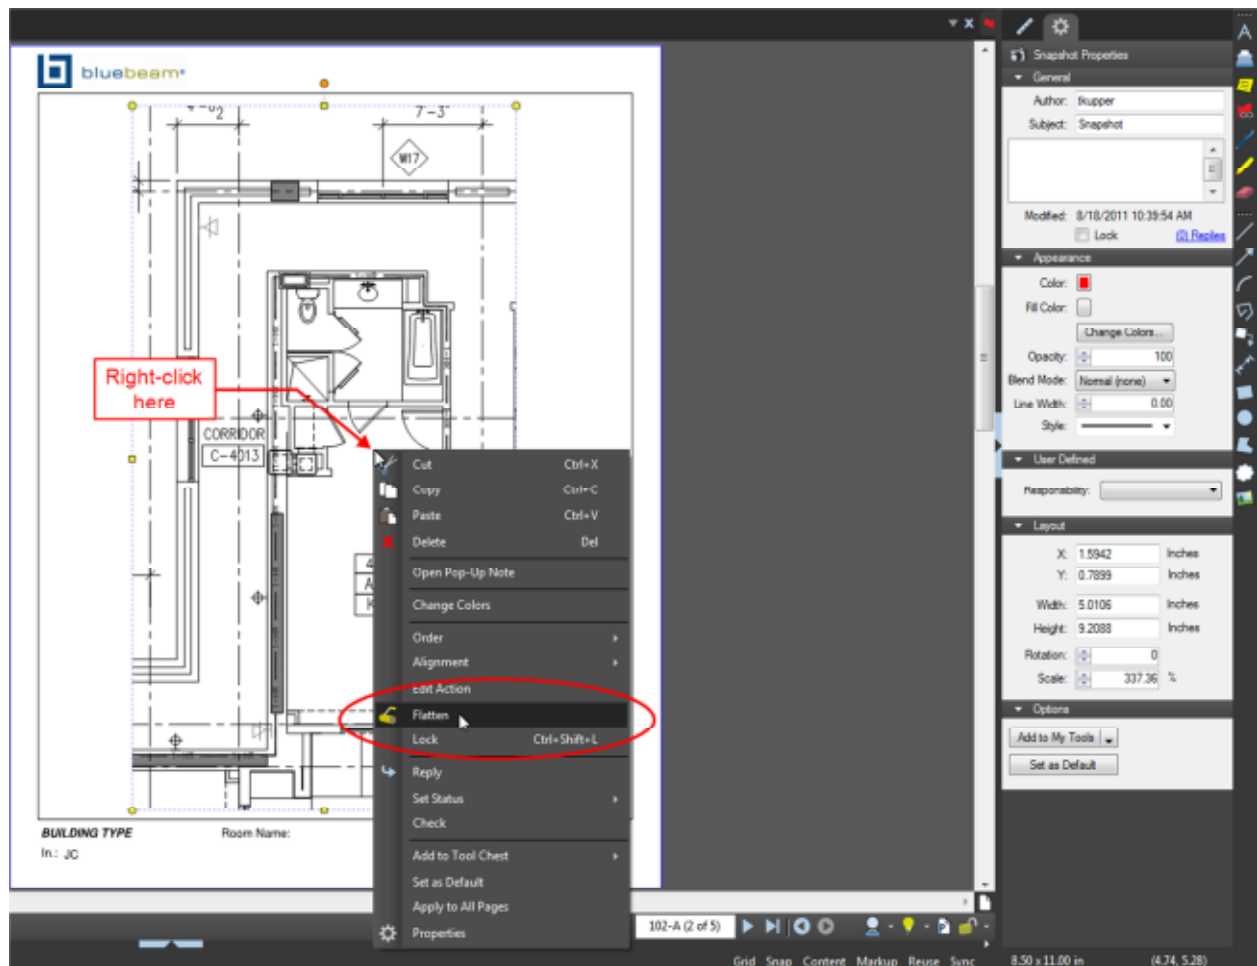 Snapshot Properties
General
Author: tkupper
Subject: Snapshot
Modified: 8/18/2011 10:39:54 AM
Lock (0) Replies
Appearance
Color:
Fill Color:
Change Colors...
Opacity: 100
Blend Mode: Normal (none)
Line Width: 0.00
Style:
User Defined
Responsibility:
Layout
X: 1.5942 Inches
Y: 0.7899 Inches
Width: 5.0106 Inches
Height: 9.2088 Inches
Rotation: 0
Scale: 337.36 %
Options
Add to My Tools
Set as Default
bluebeam®
7'-3"
W17
Right-click
here
CORRIDOR
C-4013
Cut Ctrl+X
Copy Ctrl+C
Paste Ctrl+V
Delete Del
Open Pop-Up Note
Change Colors
Order
Alignment
Edit Action
Flatten
Lock Ctrl+Shift+L
Reply
Set Status
Check
Add to Tool Chest
Set as Default
Apply to All Pages
Properties
BUILDING TYPE Room Name:
In.: JC
102-A (2 of 5)
Grid Snap Content Markup Reuse Sync 8.50 x 11.00 in (4.74, 5.28)